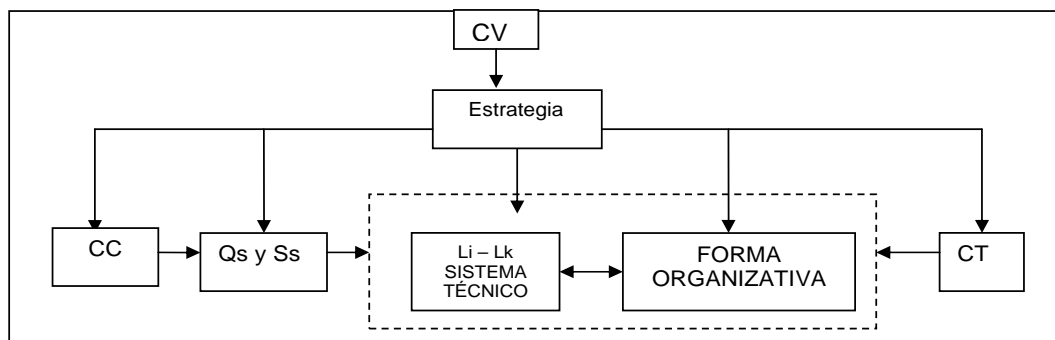 CV
Estrategia
CC
Qs y Ss
Li – Lk
SISTEMA
TÉCNICO
FORMA
ORGANIZATIVA
CT